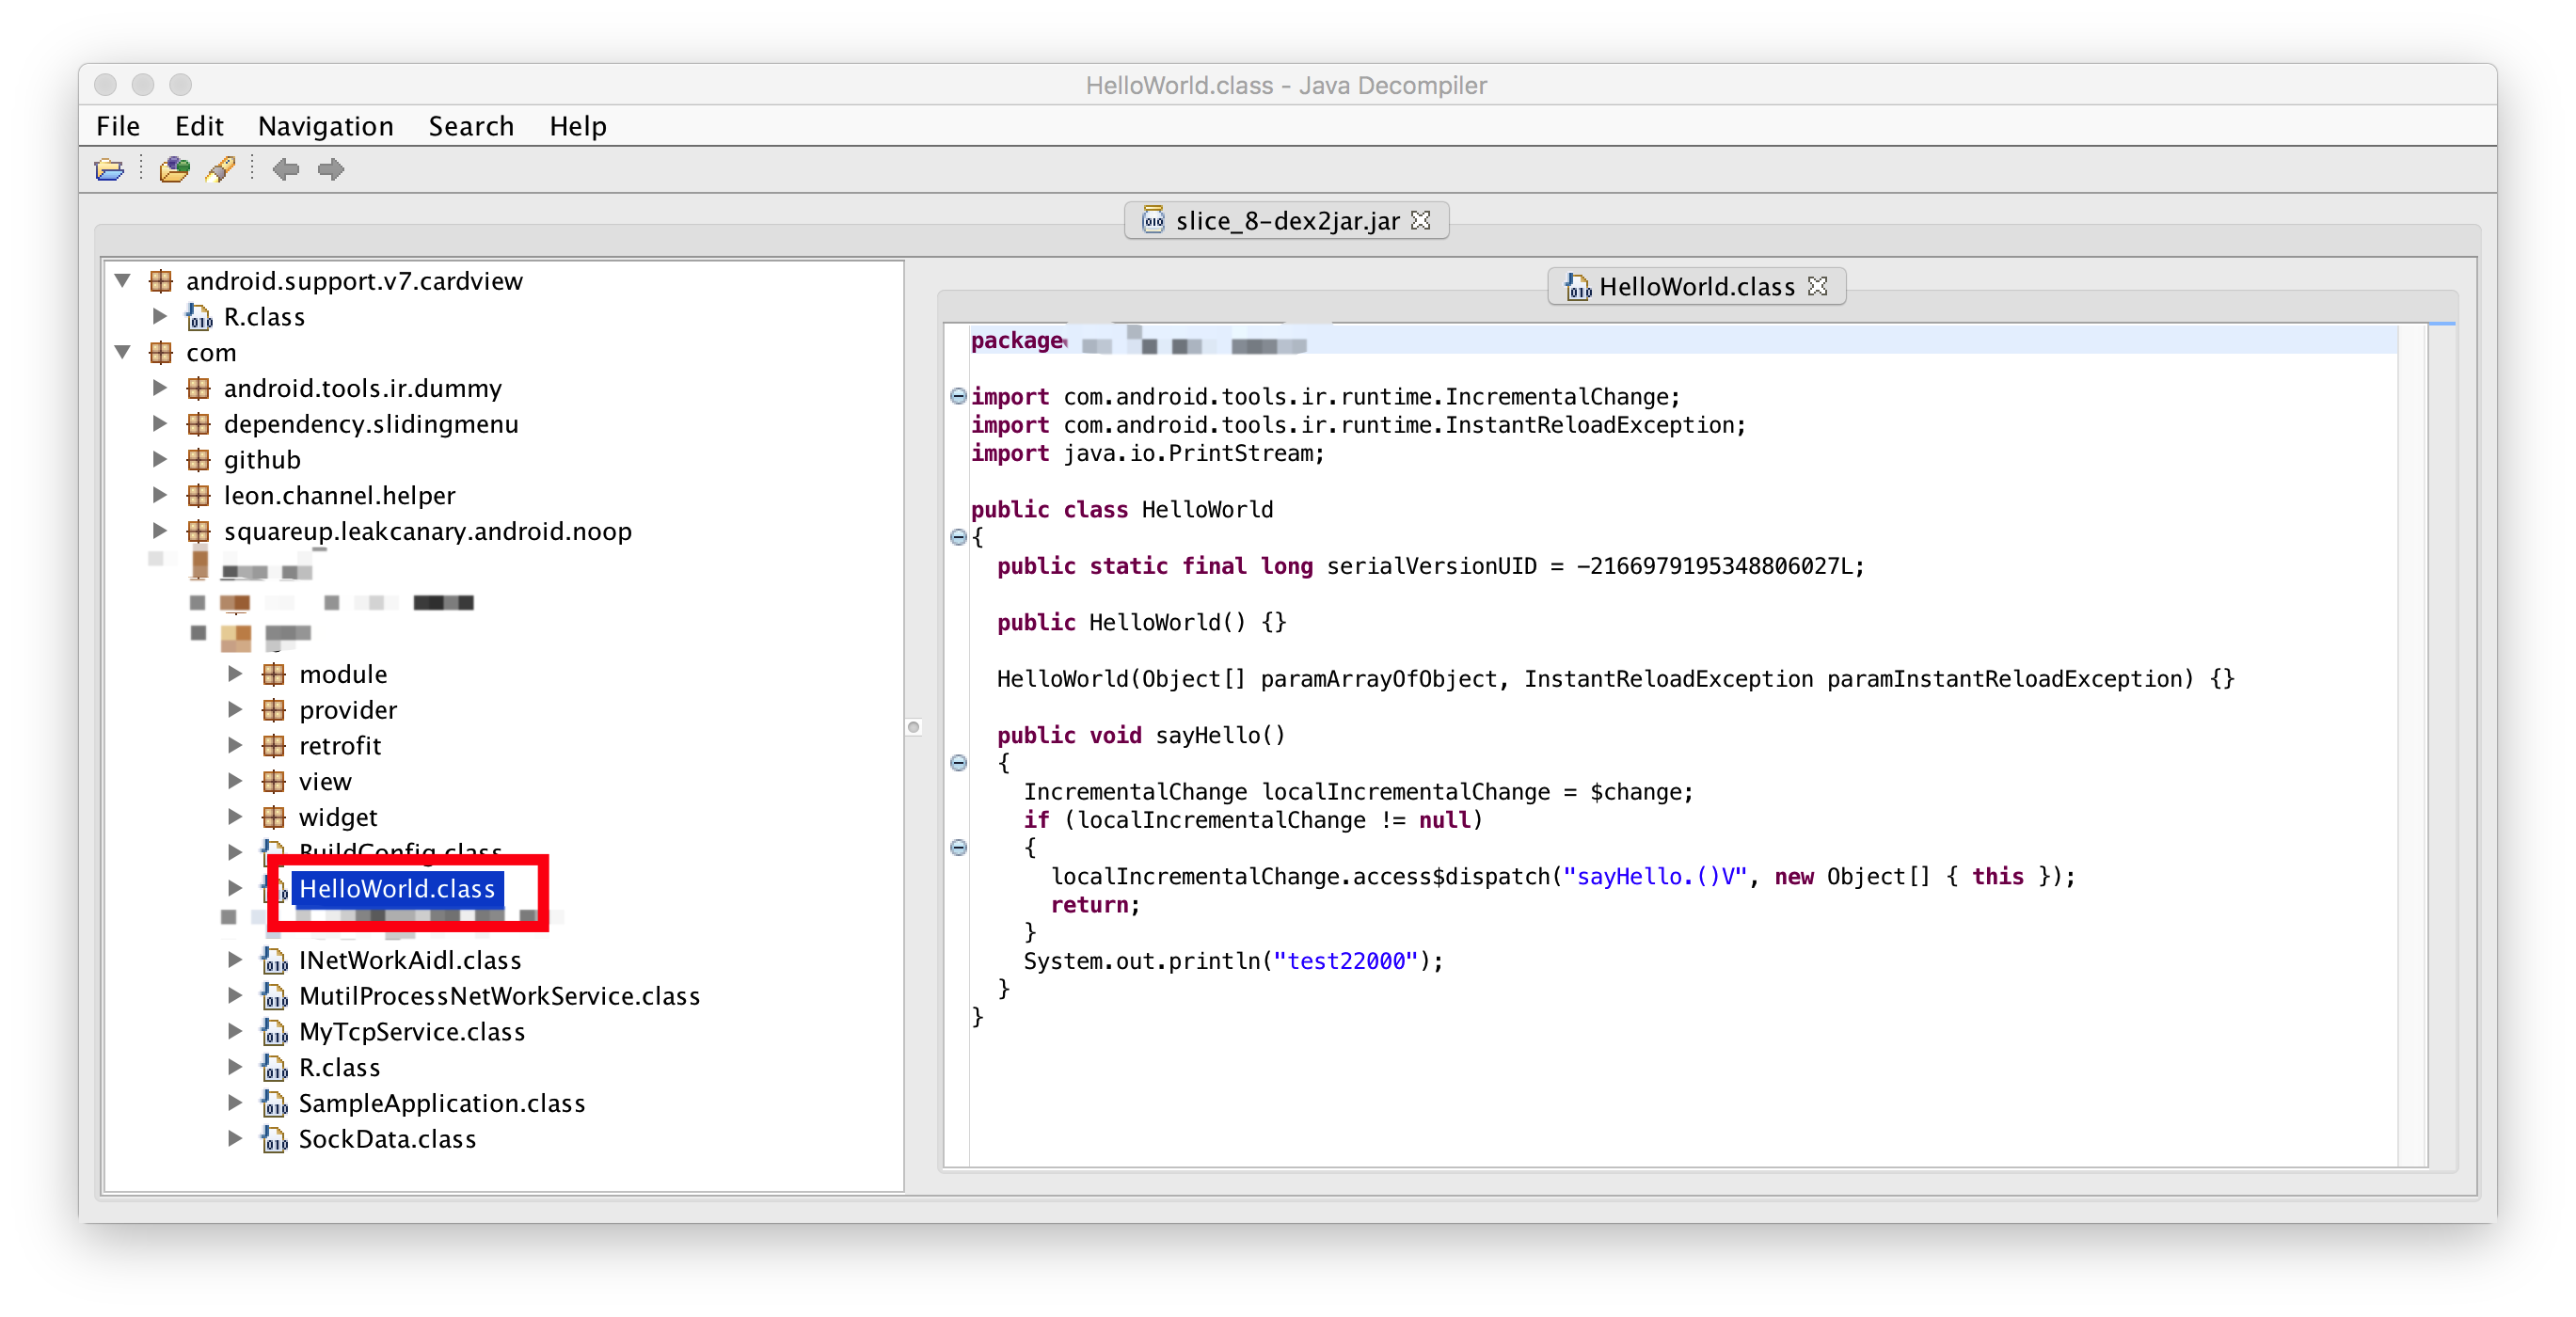 HelloWorld.class - Java Decompiler
File Edit Navigation Search Help
slice_8-dex2jar.jar
android.support.v7.cardview
R.class
com
android.tools.ir.dummy
dependency.slidingmenu
github
leon.channel.helper
squareup.leakcanary.android.noop
module
provider
retrofit
view
widget
BuildConfig.class
HelloWorld.class
INetWorkAidl.class
MutilProcessNetWorkService.class
MyTcpService.class
R.class
SampleApplication.class
SockData.class
HelloWorld.class
package
import com.android.tools.ir.runtime.IncrementalChange;
import com.android.tools.ir.runtime.InstantReloadException;
import java.io.PrintStream;
public class HelloWorld
{
public static final long serialVersionUID = -2166979195348806027L;
public HelloWorld() {}
HelloWorld(Object[] paramArrayOfObject, InstantReloadException paramInstantReloadException) {}
public void sayHello()
{
IncrementalChange localIncrementalChange = $change;
if (localIncrementalChange != null)
{
localIncrementalChange.access$dispatch("sayHello.()V", new Object[] { this });
return;
}
System.out.println("test22000");
}
}